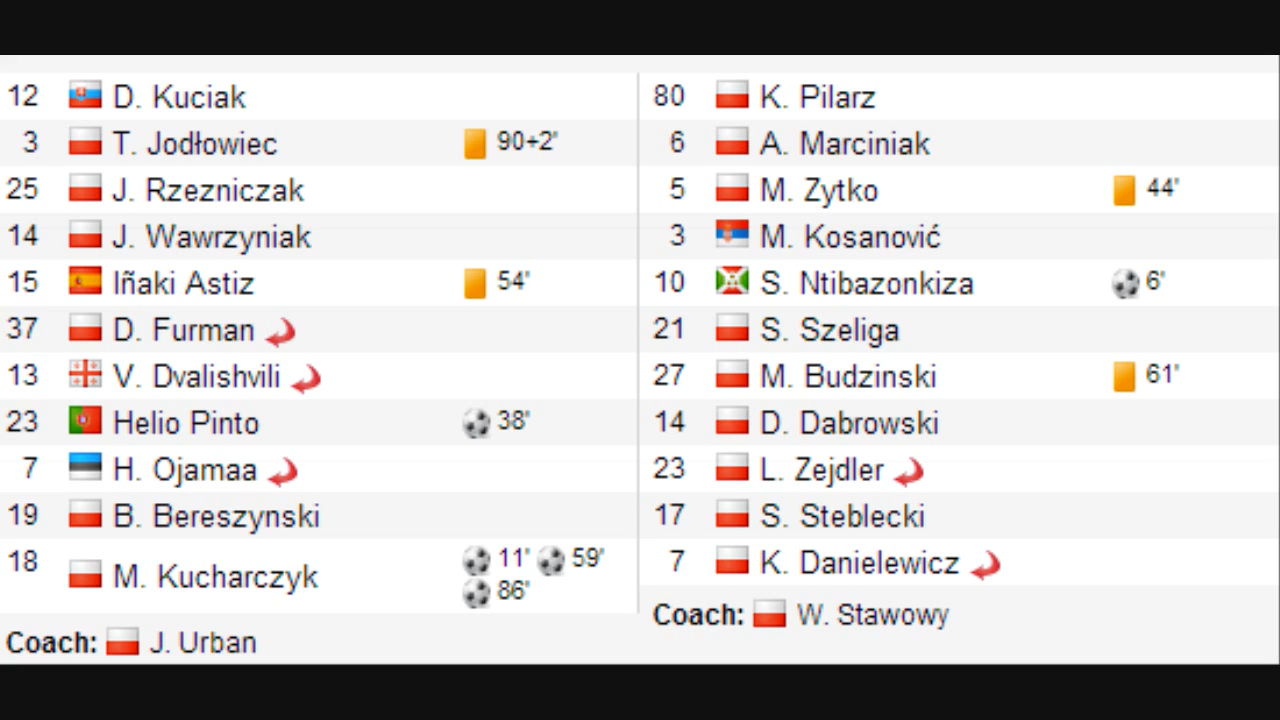 12 D. Kuciak
3 T. Jodłowiec 90+2'
25 J. Rzezniczak
14 J. Wawrzyniak
15 Iñaki Astiz 54'
37 D. Furman
13 V. Dvalishvili
23 Helio Pinto 38'
7 H. Ojamaa
19 B. Bereszynski
18 M. Kucharczyk 11' 59'
86'
Coach: J. Urban
80 K. Pilarz
6 A. Marciniak
5 M. Zytko 44'
3 M. Kosanović
10 S. Ntibazonkiza 6'
21 S. Szeliga
27 M. Budzinski 61'
14 D. Dabrowski
23 L. Zejdler
17 S. Steblecki
7 K. Danielewicz
Coach: W. Stawowy